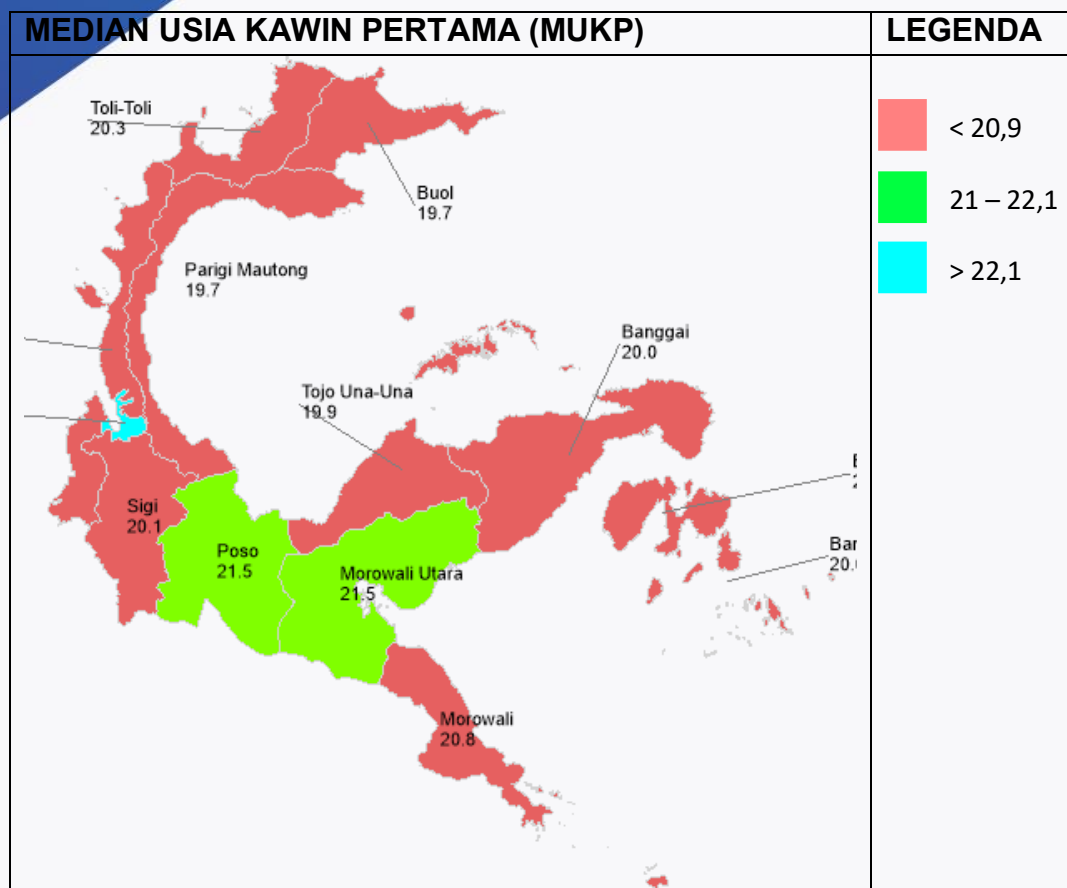 MEDIAN USIA KAWIN PERTAMA (MUKP)
LEGENDA
Toli-Toli
20.3
< 20,9
Buol
19.7
21 – 22,1
Parigi Mautong
19.7
> 22,1
Banggai
20.0
Tojo Una-Una
19.9
Sigi
20.1
Poso
21.5
Morowali Utara
21.5
Morowali
20.8